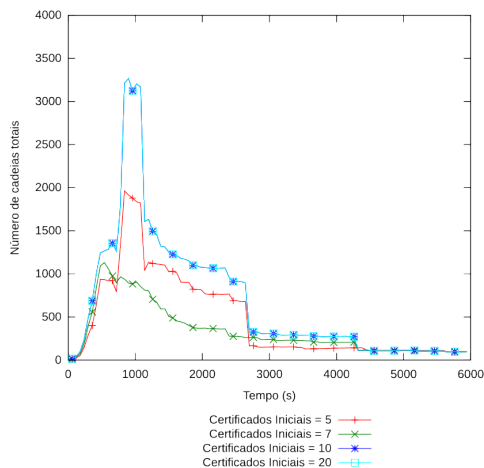 4000
3500
3000
2500
2000
1500
1000
500
0
Número de cadeias totais
0 1000 2000 3000 4000 5000 6000
Tempo (s)
Certificados Iniciais = 5
Certificados Iniciais = 7
Certificados Iniciais = 10
Certificados Iniciais = 20